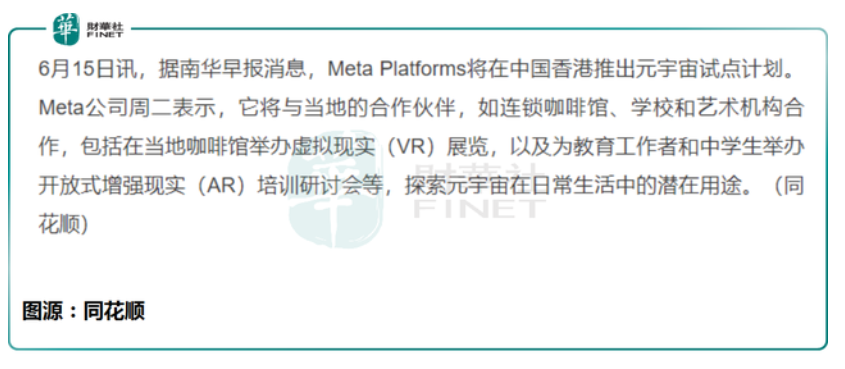 華 財華社
FINET
6月15日讯，据南华早报消息，Meta Platforms将在中国香港推出元宇宙试点计划。
Meta公司周二表示，它将与当地的合作伙伴，如连锁咖啡馆、学校和艺术机构合
作，包括在当地咖啡馆举办虚拟现实（VR）展览，以及为教育工作者和中学生举办
开放式增强现实（AR）培训研讨会等，探索元宇宙在日常生活中的潜在用途。（同
花顺）
華 財華社
FINET
图源：同花顺